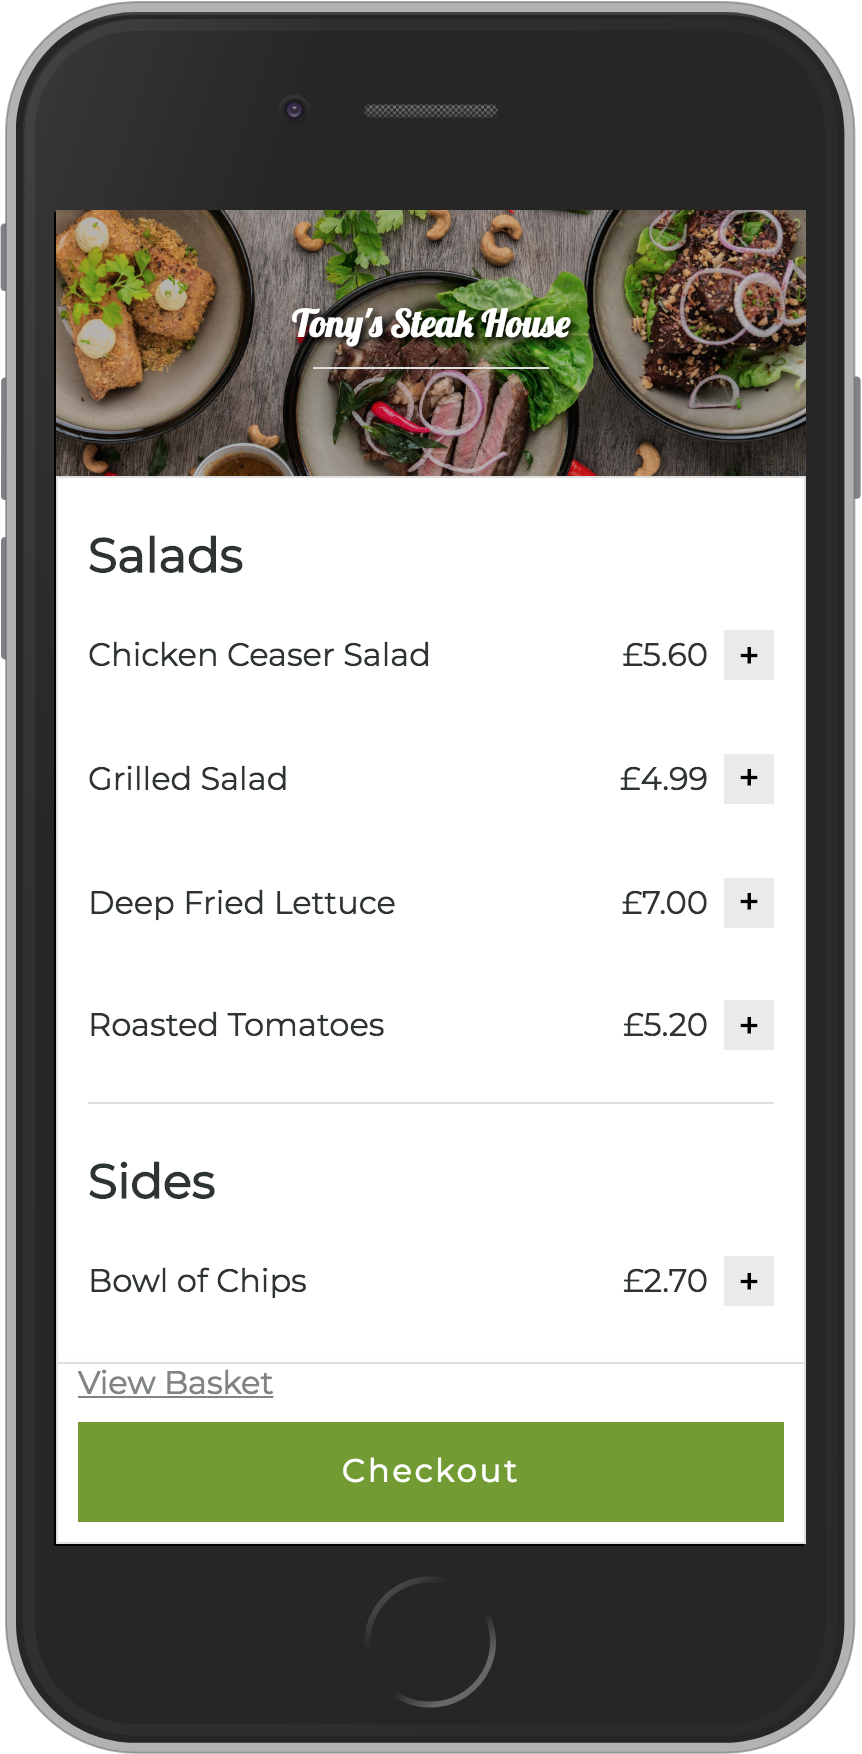 Tony's Steak House
Salads
Chicken Ceaser Salad £5.60 +
Grilled Salad £4.99 +
Deep Fried Lettuce £7.00 +
Roasted Tomatoes £5.20 +
Sides
Bowl of Chips £2.70 +
View Basket
Checkout